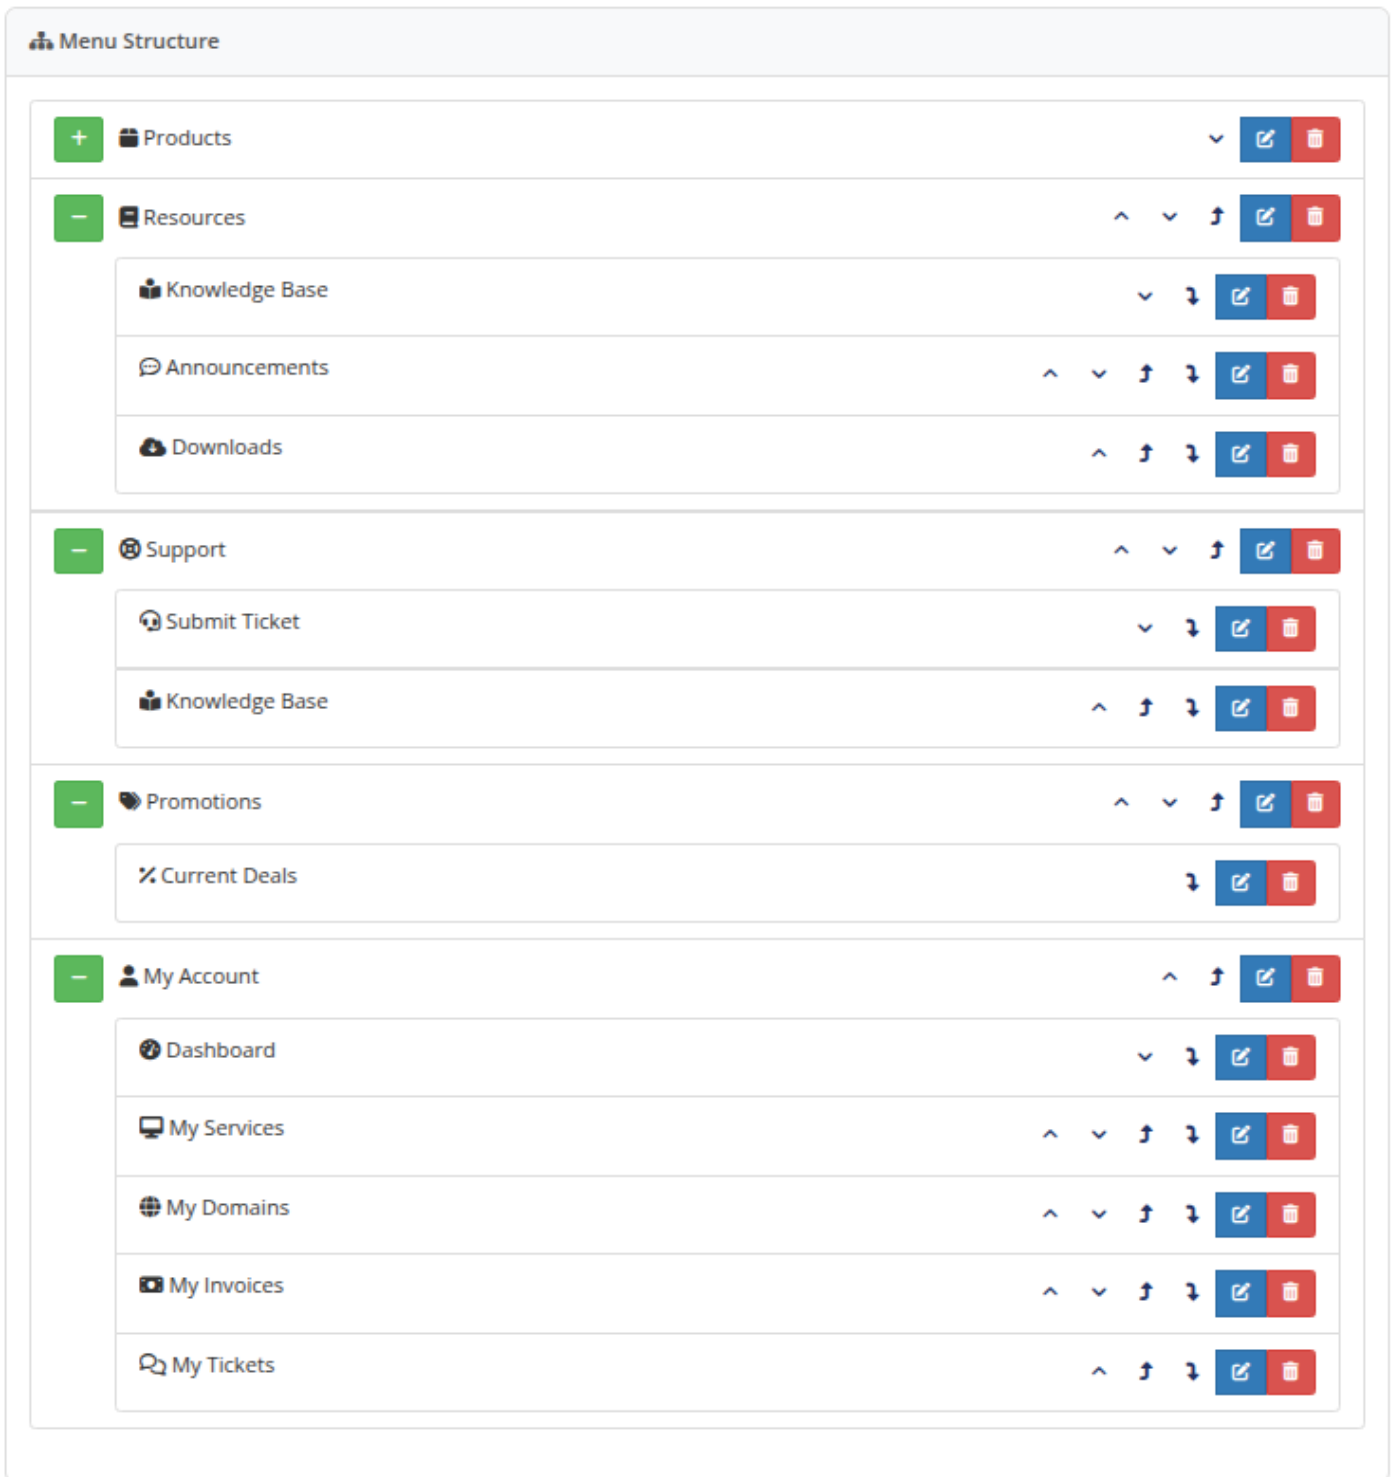 Menu Structure
Products
Resources
Knowledge Base
Announcements
Downloads
Support
Submit Ticket
Knowledge Base
Promotions
Current Deals
My Account
Dashboard
My Services
My Domains
My Invoices
My Tickets